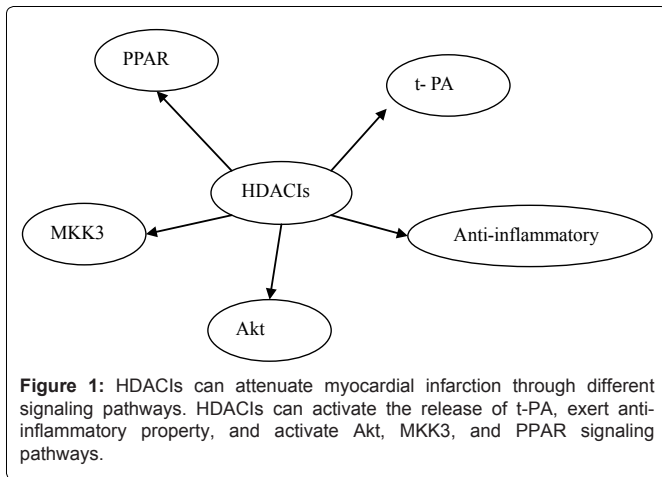 PPAR
t- PA
HDACIs
MKK3
Anti-inflammatory
Akt
Figure 1: HDACIs can attenuate myocardial infarction through different
signaling pathways. HDACIs can activate the release of t-PA, exert anti-
inflammatory property, and activate Akt, MKK3, and PPAR signaling
pathways.